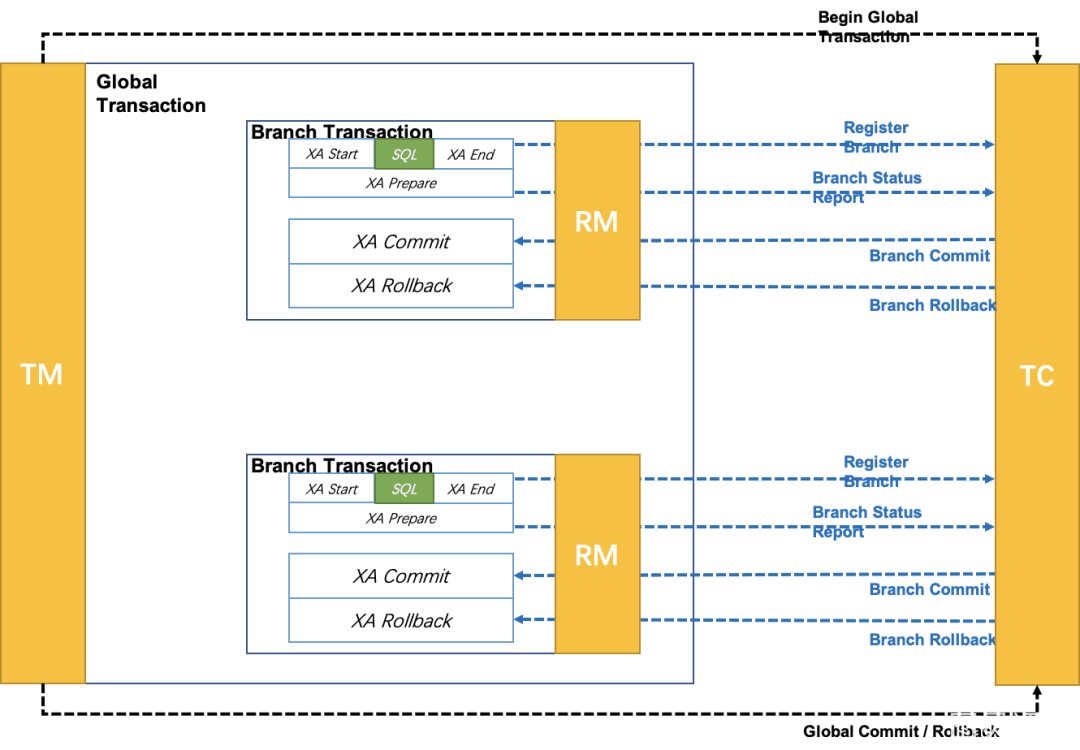 Begin Global
Transaction
Global
Transaction
Branch Transaction
XA Start SQL XA End
XA Prepare
XA Commit
XA Rollback
RM
Register
Branch
Branch Status
Report
Branch Commit
Branch Rollback
TM
TC
Branch Transaction
XA Start SQL XA End
XA Prepare
XA Commit
XA Rollback
RM
Register
Branch
Branch Status
Report
Branch Commit
Branch Rollback
Global Commit / Rollback